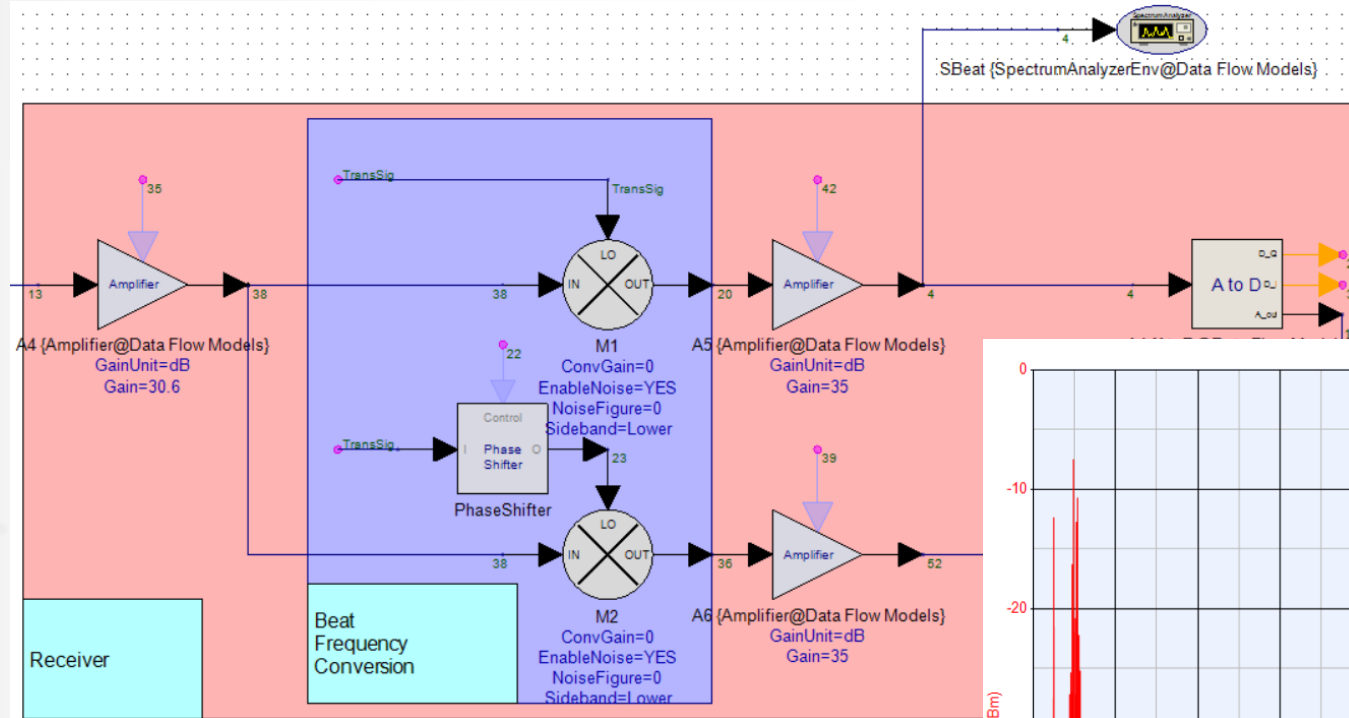 SpectrumAnalyzer
4
SBeat {SpectrumAnalyzerEnv@Data Flow Models}
TransSig
TransSig
35
42
LO
Amplifier
IN
OUT
Amplifier
A to D
D_Q
D_I
A_out
13
38
38
20
4
4
A4 {Amplifier@Data Flow Models}
GainUnit=dB
Gain=30.6
M1
ConvGain=0
EnableNoise=YES
NoiseFigure=0
Sideband=Lower
A5 {Amplifier@Data Flow Models}
GainUnit=dB
Gain=35
22
Control
TransSig
I
Phase
Shifter
O
23
PhaseShifter
39
LO
IN
OUT
Amplifier
38
36
52
M2
ConvGain=0
EnableNoise=YES
NoiseFigure=0
Sideband=Lower
A6 {Amplifier@Data Flow Models}
GainUnit=dB
Gain=35
Receiver
Beat
Frequency
Conversion
0
-10
-20